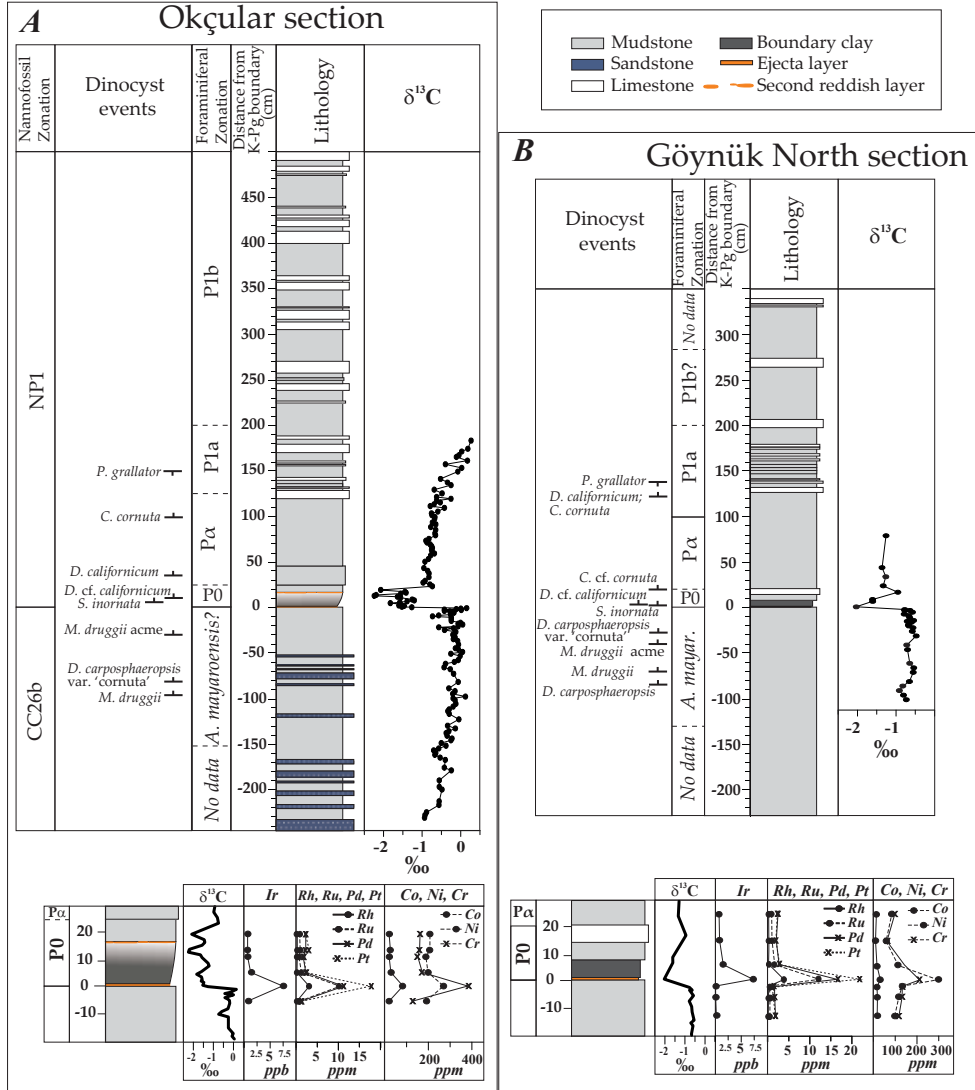 A
Okçular section
Nannofossil Zonation
Dinocyst events
Foraminiferal Zonation
Distance from K-Pg boundary (cm)
Lithology
δ¹³C
Mudstone
Sandstone
Limestone
Boundary clay
Ejecta layer
Second reddish layer
NP1
CC26b
P. grallator
C. cornuta
D. californicum
D. cf. californicum
S. inornata
M. druggii acme
D. carposphaeropsis
var. 'cornuta'
M. druggii
P1b
P1a
Pα
P0
A. mayaroensis?
No data
450
400
350
300
250
200
150
100
50
0
-50
-100
-150
-200
-2 -1 0
‰
B
Göynük North section
Dinocyst events
Foraminiferal Zonation
Distance from K-Pg boundary (cm)
Lithology
δ¹³C
P. grallator
D. californicum;
C. cornuta
C. cf. cornuta
D. cf. californicum
S. inornata
D. carposphaeropsis
var. 'cornuta'
M. druggii acme
M. druggii
D. carposphaeropsis
No data
P1b?
P1a
Pα
P0
A. mayar.
No data
300
250
200
150
100
50
0
-50
-100
-150
-200
-2 -1
‰
δ¹³C
Ir
Rh, Ru, Pd, Pt
Co, Ni, Cr
Pα
P0
20
10
0
-10
Rh
Ru
Pd
Pt
Co
Ni
Cr
-2 -1 0
‰
2.5 5 7.5
ppb
5 10 15
ppm
200 400
ppm
δ¹³C
Ir
Rh, Ru, Pd, Pt
Co, Ni, Cr
Pα
P0
20
10
0
-10
Rh
Ru
Pd
Pt
Co
Ni
Cr
-2 -1 0
‰
2.5 5 7.5
ppb
5 10 15 20
ppm
100 200 300
ppm